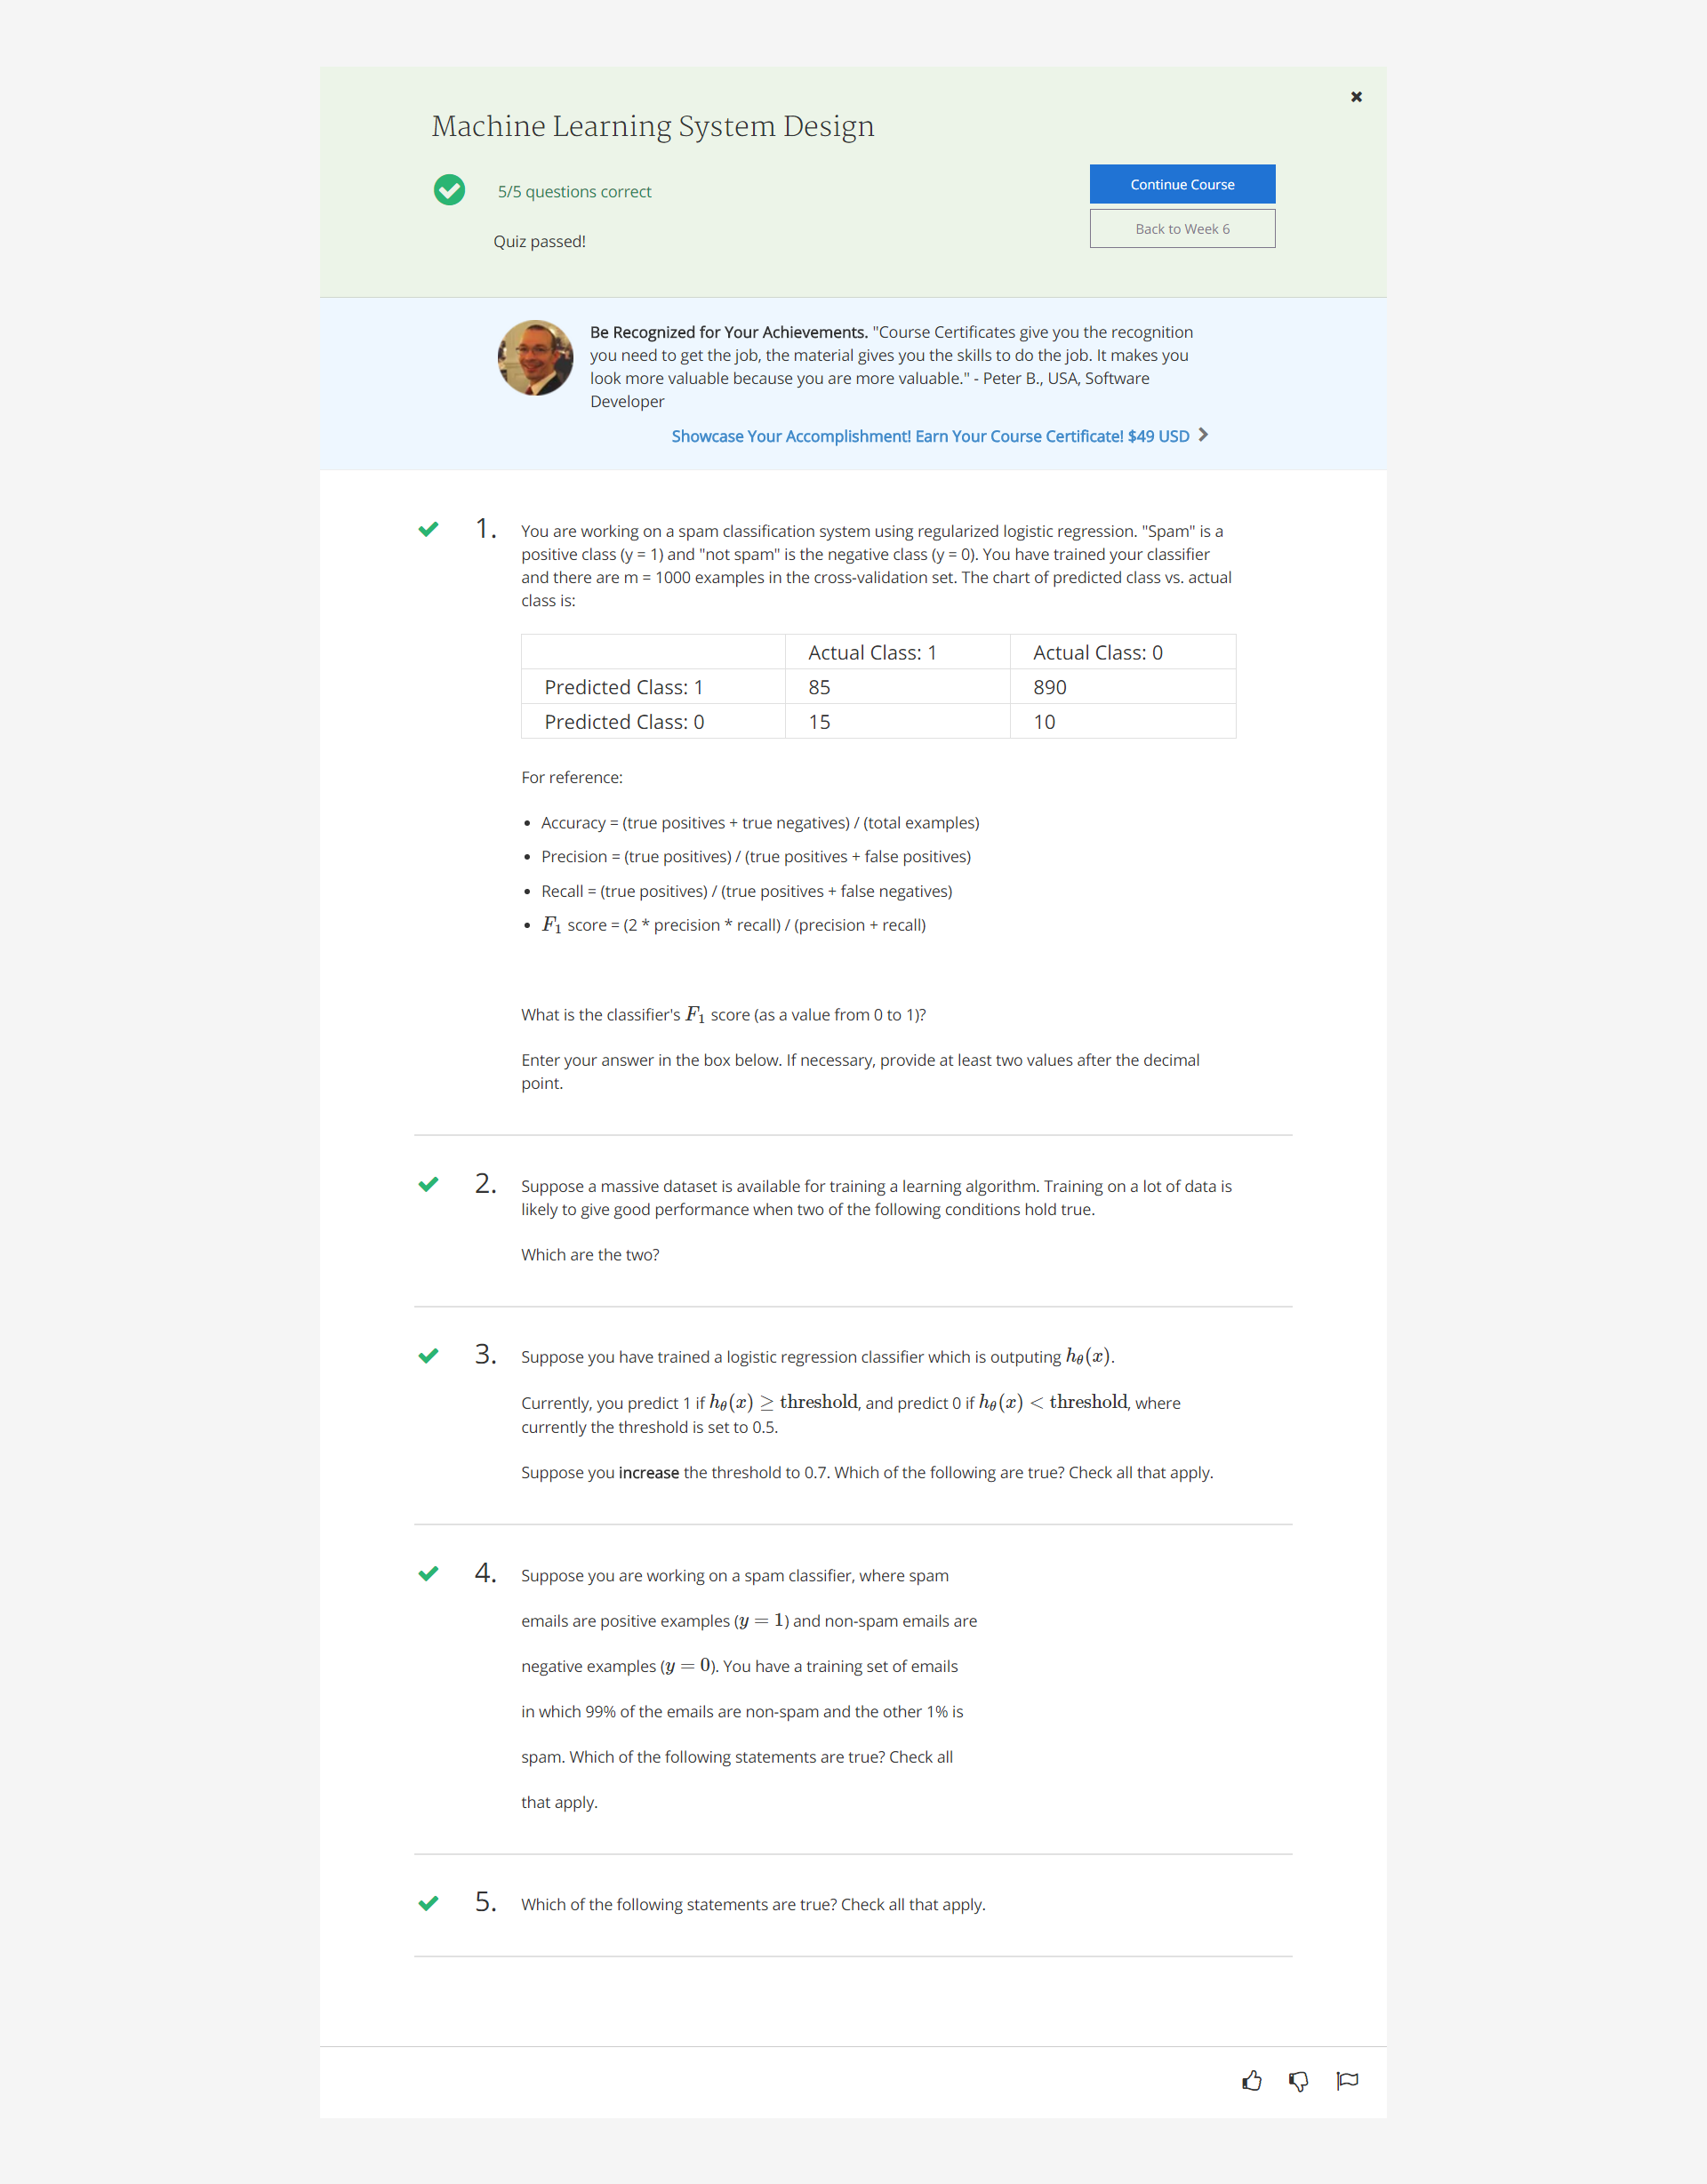 Machine Learning System Design
5/5 questions correct
Quiz passed!
Continue Course
Back to Week 6
Be Recognized for Your Achievements. "Course Certificates give you the recognition
you need to get the job, the material gives you the skills to do the job. It makes you
look more valuable because you are more valuable." - Peter B., USA, Software
Developer
Showcase Your Accomplishment! Earn Your Course Certificate! $49 USD
1. You are working on a spam classification system using regularized logistic regression. "Spam" is a
positive class (y = 1) and "not spam" is the negative class (y = 0). You have trained your classifier
and there are m = 1000 examples in the cross-validation set. The chart of predicted class vs. actual
class is:
Actual Class: 1 Actual Class: 0
Predicted Class: 1 85 890
Predicted Class: 0 15 10
For reference:
• Accuracy = (true positives + true negatives) / (total examples)
• Precision = (true positives) / (true positives + false positives)
• Recall = (true positives) / (true positives + false negatives)
• F₁ score = (2 * precision * recall) / (precision + recall)
What is the classifier's F₁ score (as a value from 0 to 1)?
Enter your answer in the box below. If necessary, provide at least two values after the decimal
point.
2. Suppose a massive dataset is available for training a learning algorithm. Training on a lot of data is
likely to give good performance when two of the following conditions hold true.
Which are the two?
3. Suppose you have trained a logistic regression classifier which is outputing hθ(x).
Currently, you predict 1 if hθ(x) ≥ threshold, and predict 0 if hθ(x) < threshold, where
currently the threshold is set to 0.5.
Suppose you increase the threshold to 0.7. Which of the following are true? Check all that apply.
4. Suppose you are working on a spam classifier, where spam
emails are positive examples (y = 1) and non-spam emails are
negative examples (y = 0). You have a training set of emails
in which 99% of the emails are non-spam and the other 1% is
spam. Which of the following statements are true? Check all
that apply.
5. Which of the following statements are true? Check all that apply.